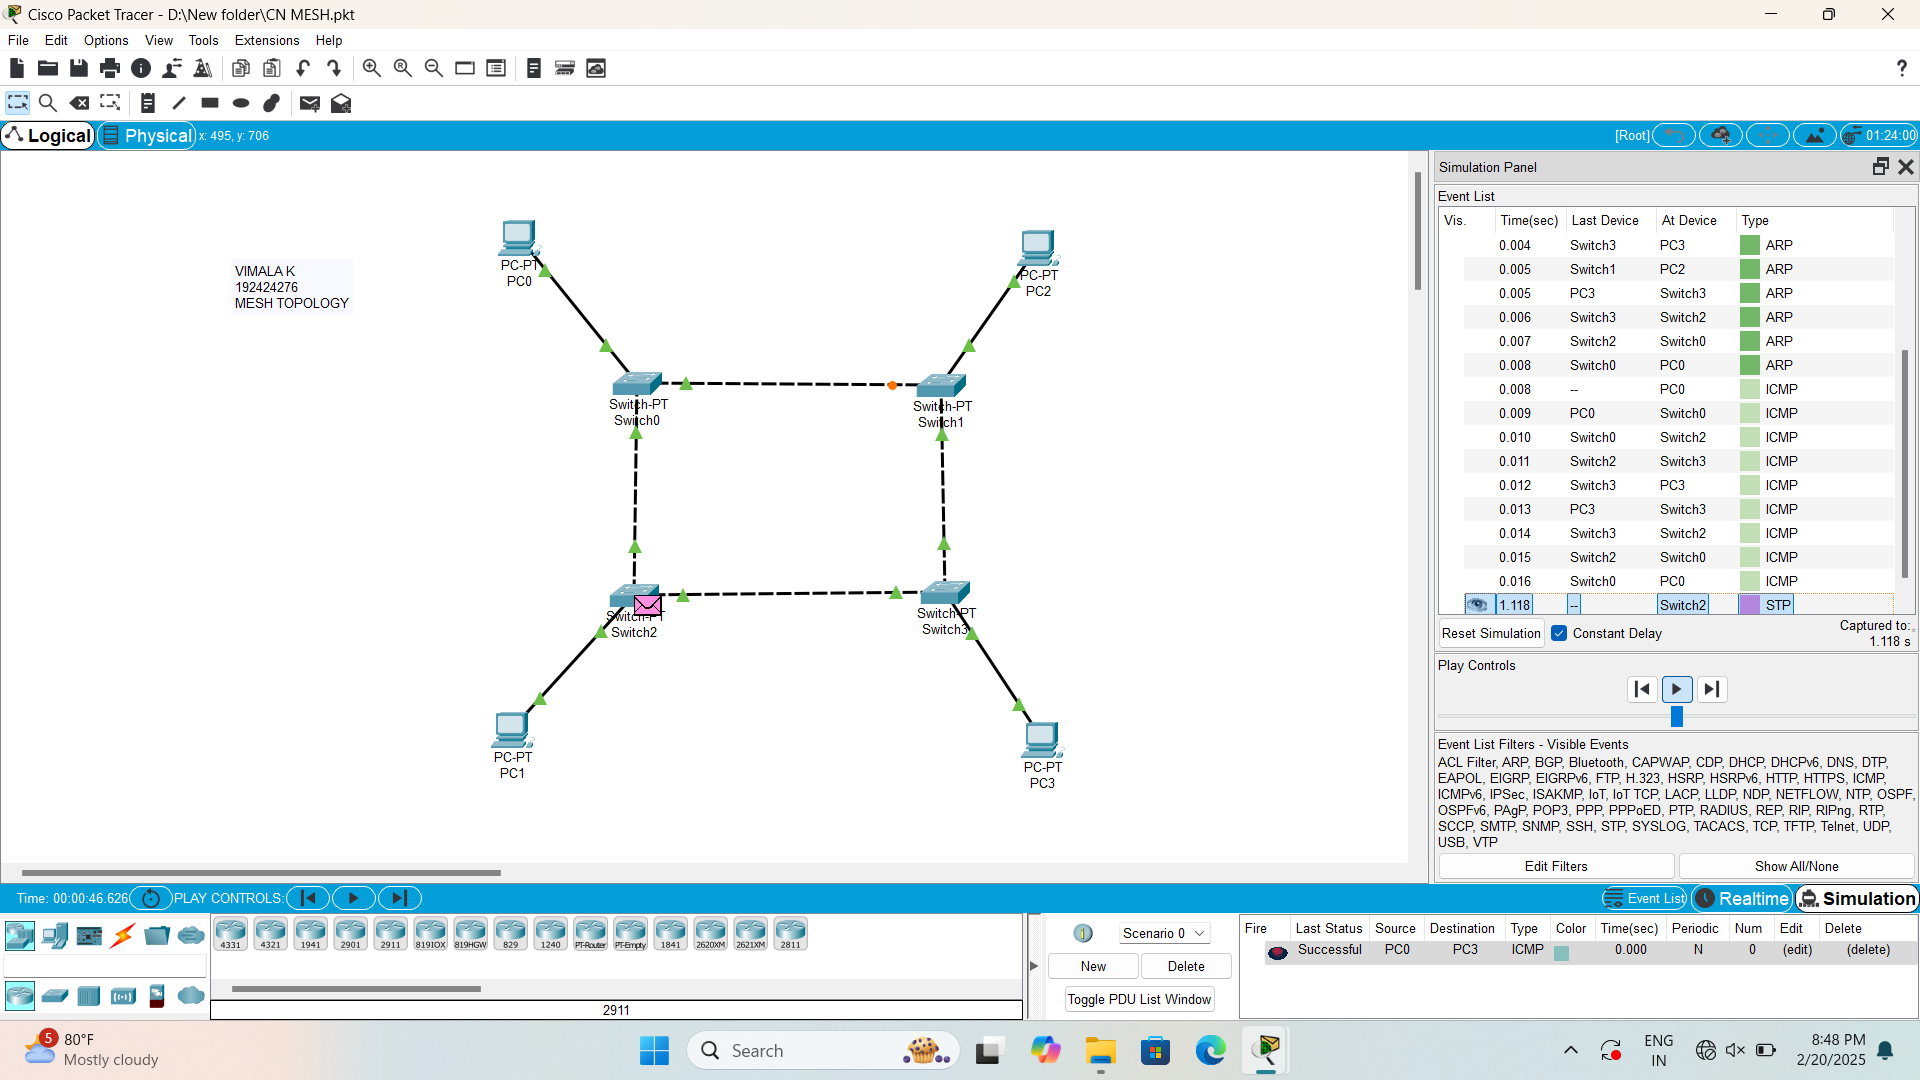 Cisco Packet Tracer - D:\New folder\CN MESH.pkt
File Edit Options View Tools Extensions Help
?
Logical Physical x: 495, y: 706 [Root] 01:24:00
VIMALA K
192424276
MESH TOPOLOGY
PC-PT
PC0
PC-PT
PC2
Switch-PT
Switch0
Switch-PT
Switch1
Switch-PT
Switch2
Switch-PT
Switch3
PC-PT
PC1
PC-PT
PC3
Simulation Panel
Event List
Vis. Time(sec) Last Device At Device Type
0.004 Switch3 PC3 ARP
0.005 Switch1 PC2 ARP
0.005 PC3 Switch3 ARP
0.006 Switch3 Switch2 ARP
0.007 Switch2 Switch0 ARP
0.008 Switch0 PC0 ARP
0.008 -- PC0 ICMP
0.009 PC0 Switch0 ICMP
0.010 Switch0 Switch2 ICMP
0.011 Switch2 Switch3 ICMP
0.012 Switch3 PC3 ICMP
0.013 PC3 Switch3 ICMP
0.014 Switch3 Switch2 ICMP
0.015 Switch2 Switch0 ICMP
0.016 Switch0 PC0 ICMP
1.118 -- Switch2 STP
Reset Simulation Constant Delay Captured to:
1.118 s
Play Controls
Event List Filters - Visible Events
ACL Filter, ARP, BGP, Bluetooth, CAPWAP, CDP, DHCP, DHCPv6, DNS, DTP,
EAPOL, EIGRP, EIGRPv6, FTP, H.323, HSRP, HSRPv6, HTTP, HTTPS, ICMP,
ICMPv6, IPSec, ISAKMP, IoT, IoT TCP, LACP, LLDP, NDP, NETFLOW, NTP, OSPF,
OSPFv6, PAgP, POP3, PPP, PPPoED, PTP, RADIUS, REP, RIP, RIPng, RTP,
SCCP, SMTP, SNMP, SSH, STP, SYSLOG, TACACS, TCP, TFTP, Telnet, UDP,
USB, VTP
Edit Filters Show All/None
Time: 00:00:46.626 PLAY CONTROLS: Event List Realtime Simulation
4331 4321 1941 2901 2911 819IOX 819HGW 829 1240 PT-Router PT-Empty 1841 2620XM 2621XM 2811
2911
Scenario 0
New Delete
Toggle PDU List Window
Fire Last Status Source Destination Type Color Time(sec) Periodic Num Edit Delete
Successful PC0 PC3 ICMP 0.000 N 0 (edit) (delete)
5
80°F
Mostly cloudy
Search
ENG
IN
8:48 PM
2/20/2025